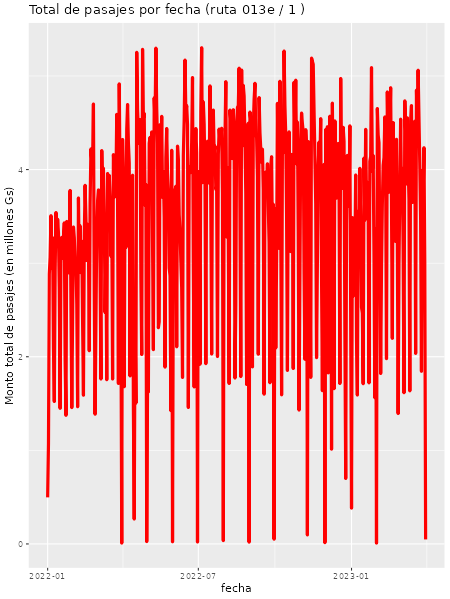 Total de pasajes por fecha (ruta 013e / 1 )
Monto total de pasajes (en millones Gs)
4
2
0
2022-01
2022-07
2023-01
fecha